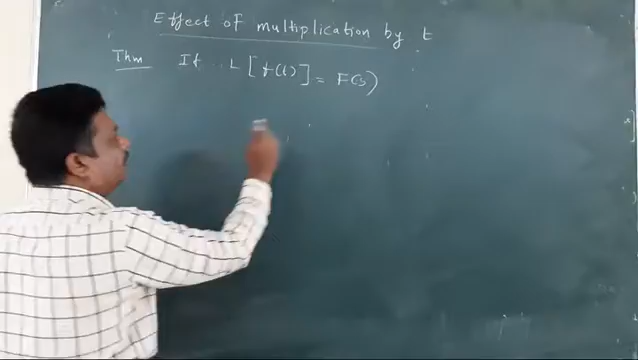 Effect of multiplication by t
Thm If L [f(t)] = F(s)